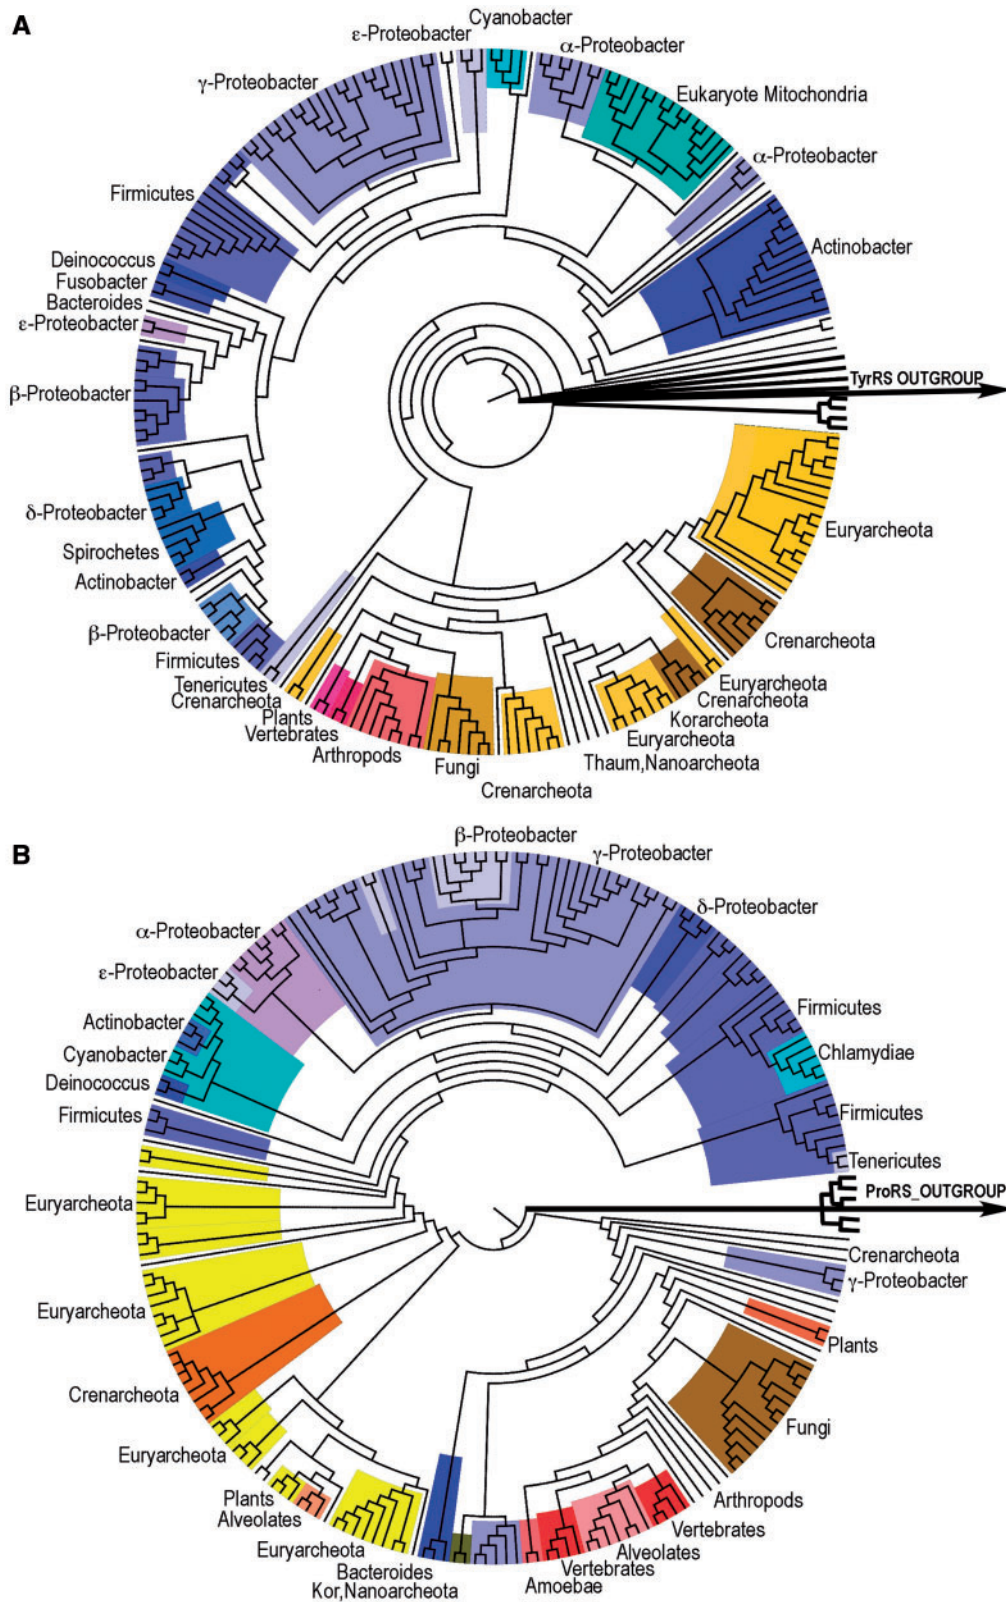 A
Cyanobacter
ε-Proteobacter
α-Proteobacter
γ-Proteobacter
Eukaryote Mitochondria
α-Proteobacter
Firmicutes
Actinobacter
Deinococcus
Fusobacter
Bacteroides
ε-Proteobacter
TyrRS OUTGROUP
β-Proteobacter
δ-Proteobacter
Euryarcheota
Spirochetes
Actinobacter
β-Proteobacter
Crenarcheota
Firmicutes
Tenericutes
Euryarcheota
Crenarcheota
Crenarcheota
Plants
Korarcheota
Vertebrates
Euryarcheota
Arthropods
Thaum,Nanoarcheota
Fungi
Crenarcheota
B
β-Proteobacter
γ-Proteobacter
δ-Proteobacter
α-Proteobacter
ε-Proteobacter
Firmicutes
Actinobacter
Chlamydiae
Cyanobacter
Deinococcus
Firmicutes
Firmicutes
Tenericutes
ProRS_OUTGROUP
Euryarcheota
Crenarcheota
γ-Proteobacter
Euryarcheota
Plants
Crenarcheota
Fungi
Euryarcheota
Plants
Arthropods
Alveolates
Vertebrates
Euryarcheota
Alveolates
Bacteroides
Vertebrates
Kor,Nanoarcheota
Amoebae